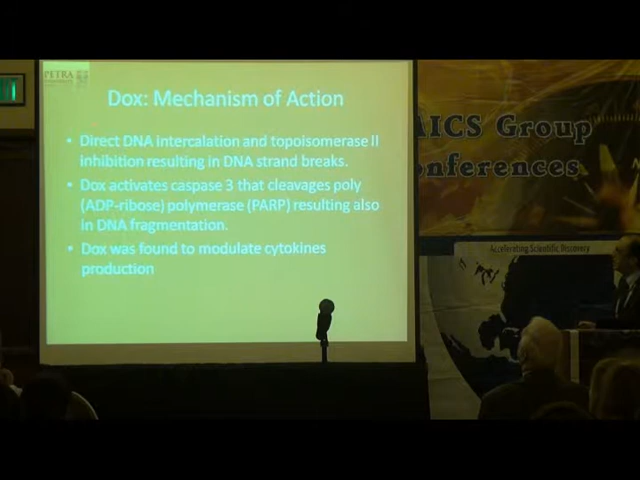 PETRA
Dox: Mechanism of Action
• Direct DNA intercalation and topoisomerase II
inhibition resulting in DNA strand breaks.
• Dox activates caspase 3 that cleavages poly
(ADP-ribose) polymerase (PARP) resulting also
in DNA fragmentation.
• Dox was found to modulate cytokines
production
AICS Group
onferences
Accelerating Scientific Discovery